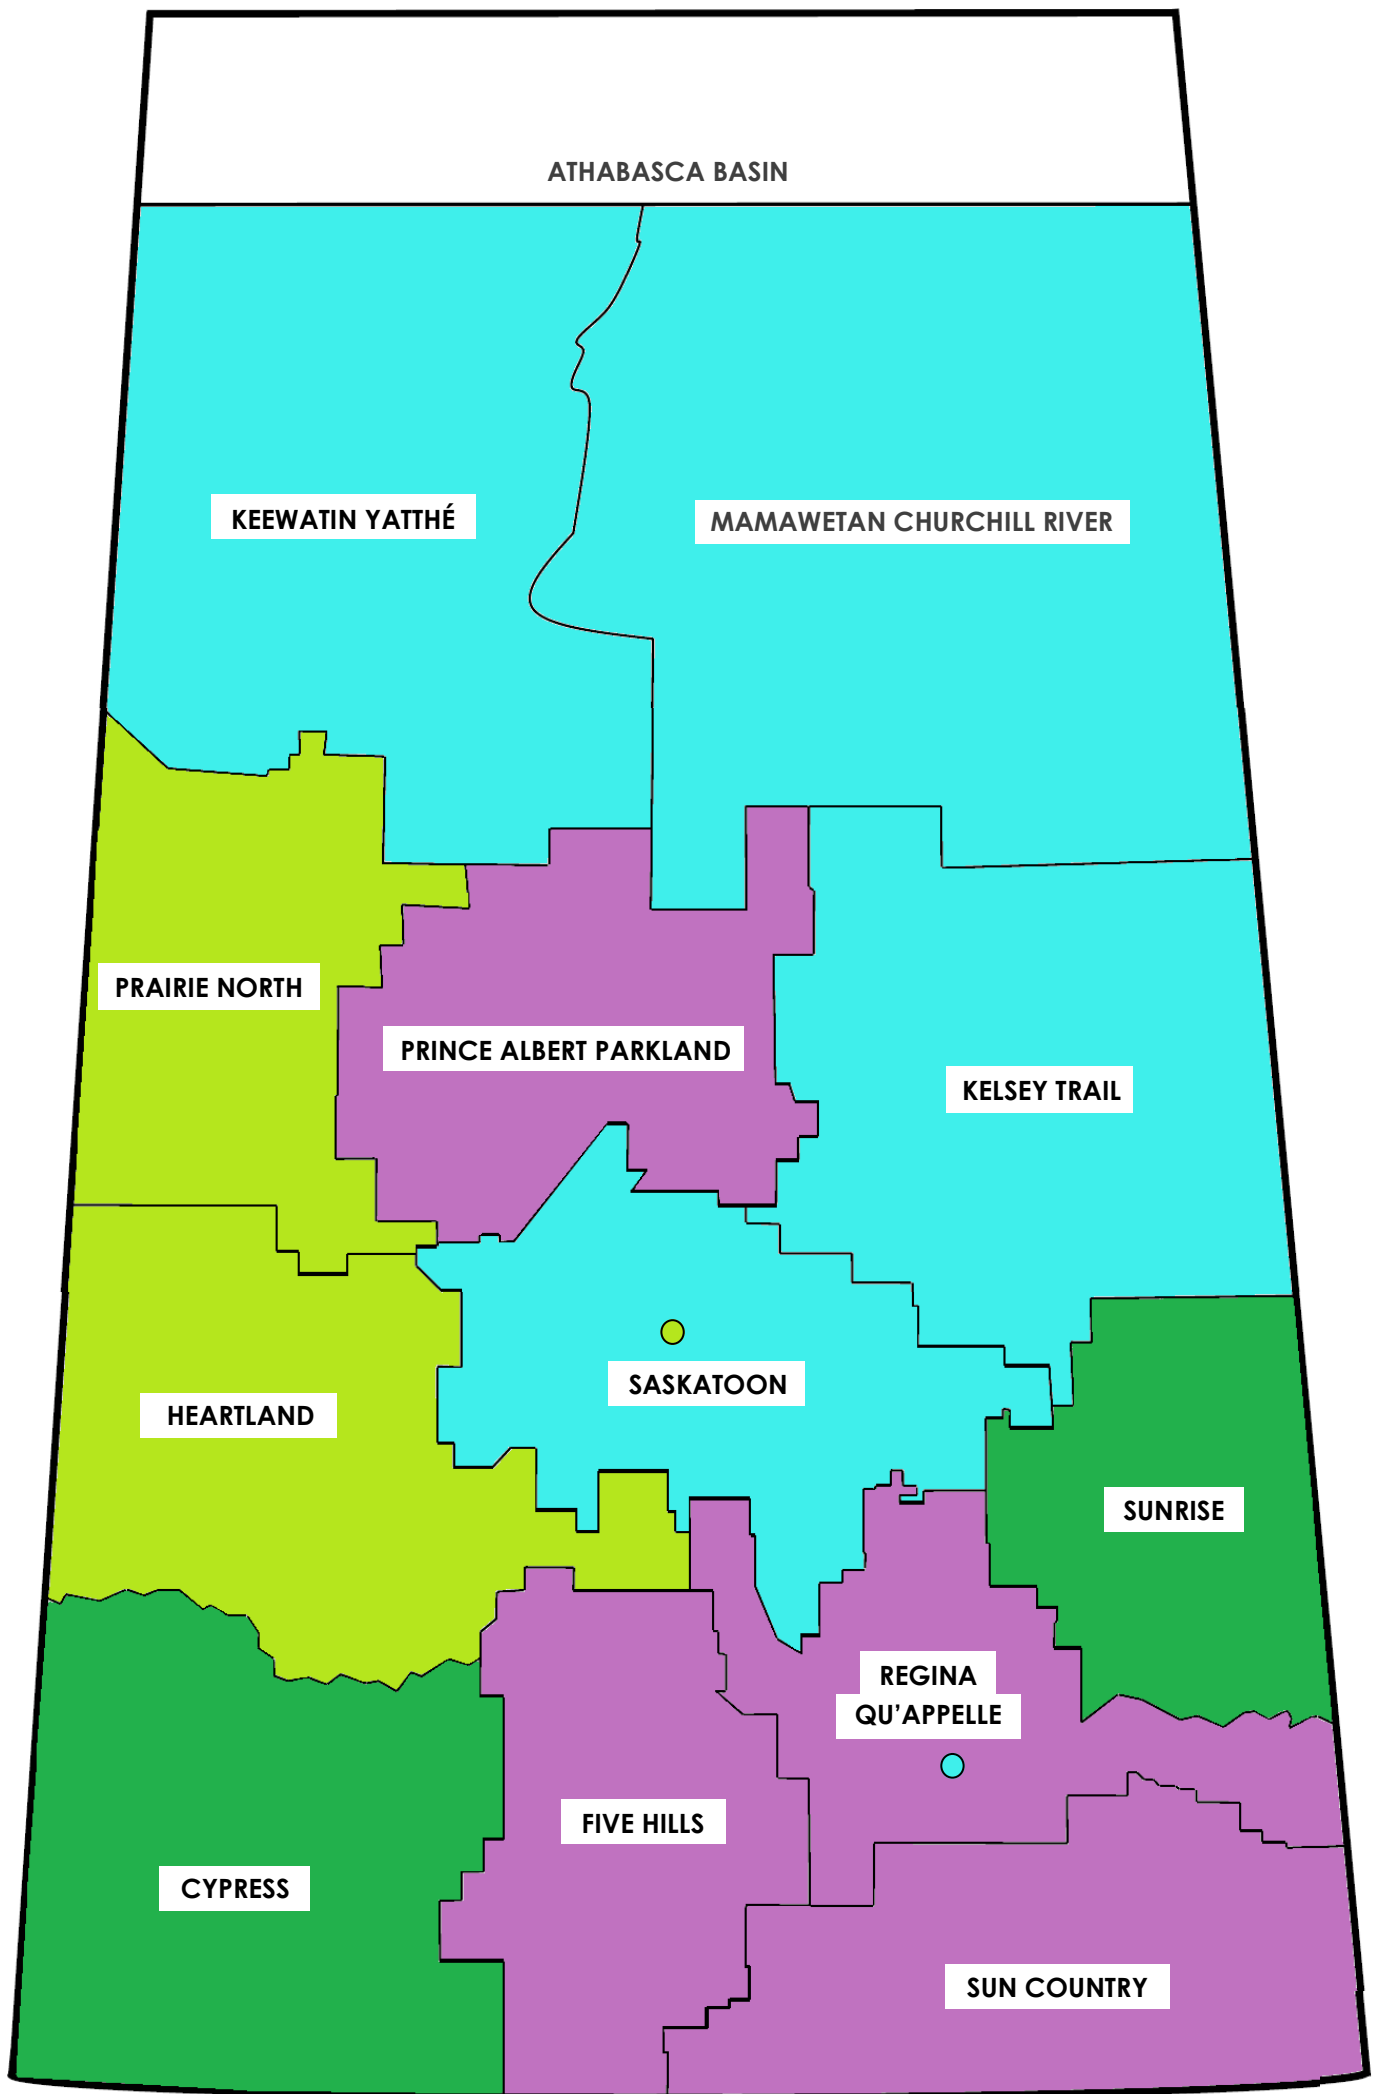 ATHABASCA BASIN
KEEWATIN YATTHÉ
MAMAWETAN CHURCHILL RIVER
PRAIRIE NORTH
PRINCE ALBERT PARKLAND
KELSEY TRAIL
SASKATOON
HEARTLAND
SUNRISE
REGINA
QU’APPELLE
FIVE HILLS
CYPRESS
SUN COUNTRY